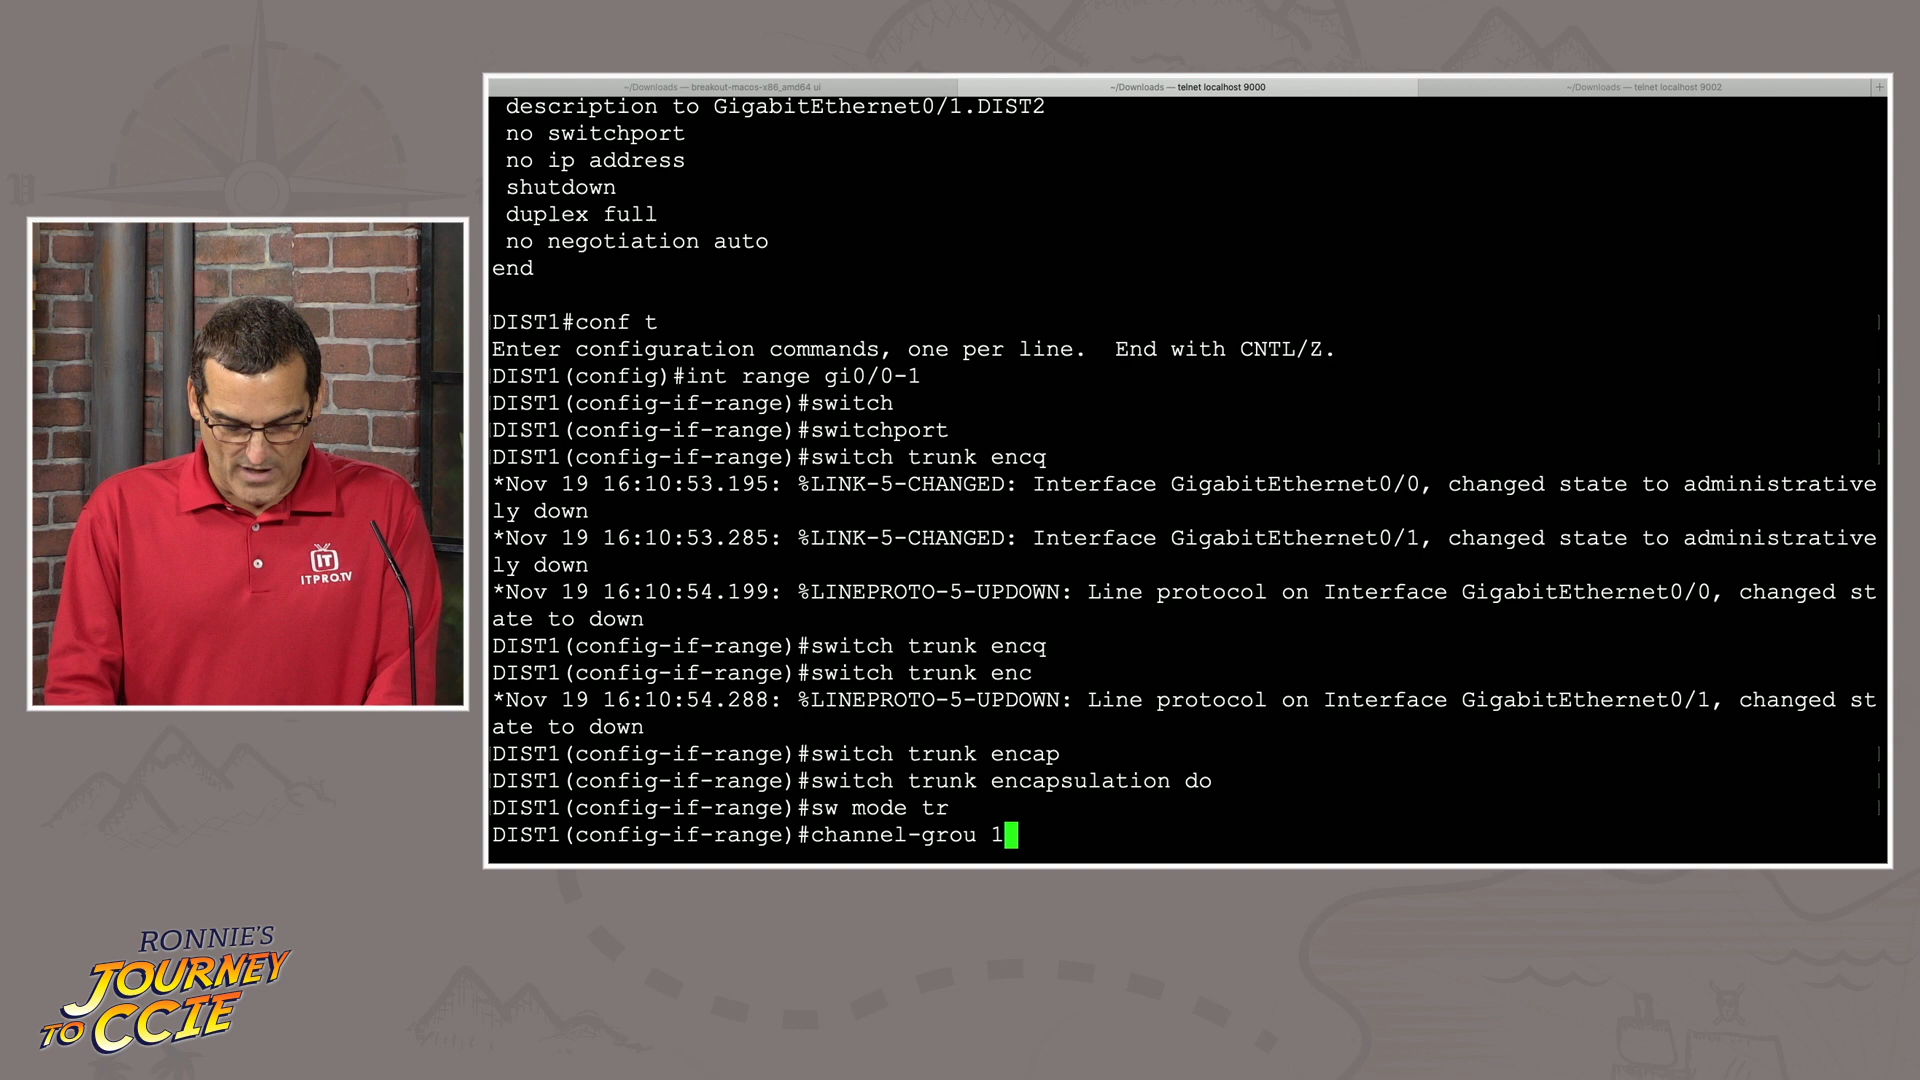 ~/Downloads — breakout-macos-x86_amd64 ui
~/Downloads — telnet localhost 9000
~/Downloads — telnet localhost 9002
+
description to GigabitEthernet0/1.DIST2
no switchport
no ip address
shutdown
duplex full
no negotiation auto
end
DIST1#conf t
Enter configuration commands, one per line.  End with CNTL/Z.
DIST1(config)#int range gi0/0-1
DIST1(config-if-range)#switch
DIST1(config-if-range)#switchport
DIST1(config-if-range)#switch trunk encq
*Nov 19 16:10:53.195: %LINK-5-CHANGED: Interface GigabitEthernet0/0, changed state to administrative
ly down
*Nov 19 16:10:53.285: %LINK-5-CHANGED: Interface GigabitEthernet0/1, changed state to administrative
ly down
*Nov 19 16:10:54.199: %LINEPROTO-5-UPDOWN: Line protocol on Interface GigabitEthernet0/0, changed st
ate to down
DIST1(config-if-range)#switch trunk encq
DIST1(config-if-range)#switch trunk enc
*Nov 19 16:10:54.288: %LINEPROTO-5-UPDOWN: Line protocol on Interface GigabitEthernet0/1, changed st
ate to down
DIST1(config-if-range)#switch trunk encap
DIST1(config-if-range)#switch trunk encapsulation do
DIST1(config-if-range)#sw mode tr
DIST1(config-if-range)#channel-grou 1
IT
ITPRO.TV
RONNIE'S
JOURNEY
TO CCIE